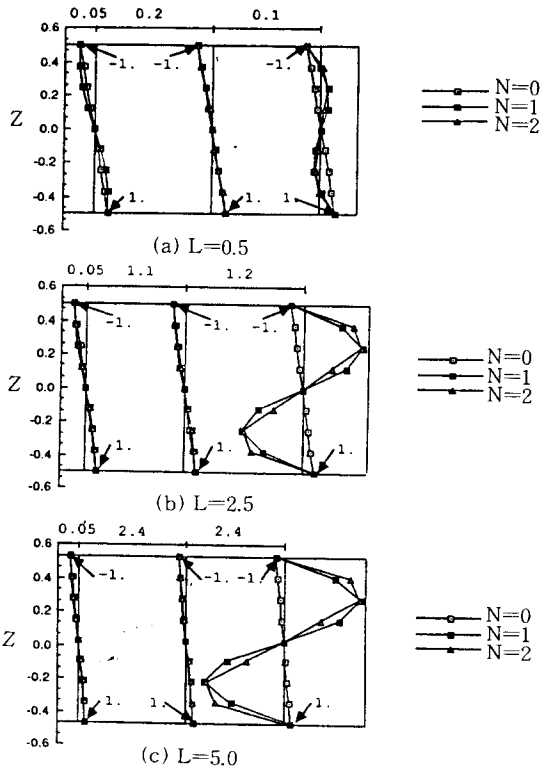 0.05 0.2 0.1
0.6
0.4
0.2
0.0
-0.2
-0.4
-0.6
Z
-1. -1. -1.
1. 1. 1.
N=0
N=1
N=2
(a) L=0.5
0.05 1.1 1.2
0.6
0.4
0.2
0.0
-0.2
-0.4
-0.6
Z
-1. -1. -1.
1. 1. 1.
N=0
N=1
N=2
(b) L=2.5
0.05 2.4 2.4
0.6
0.4
0.2
0.0
-0.2
-0.4
-0.6
Z
-1. -1. -1.
1. 1. 1.
N=0
N=1
N=2
(c) L=5.0